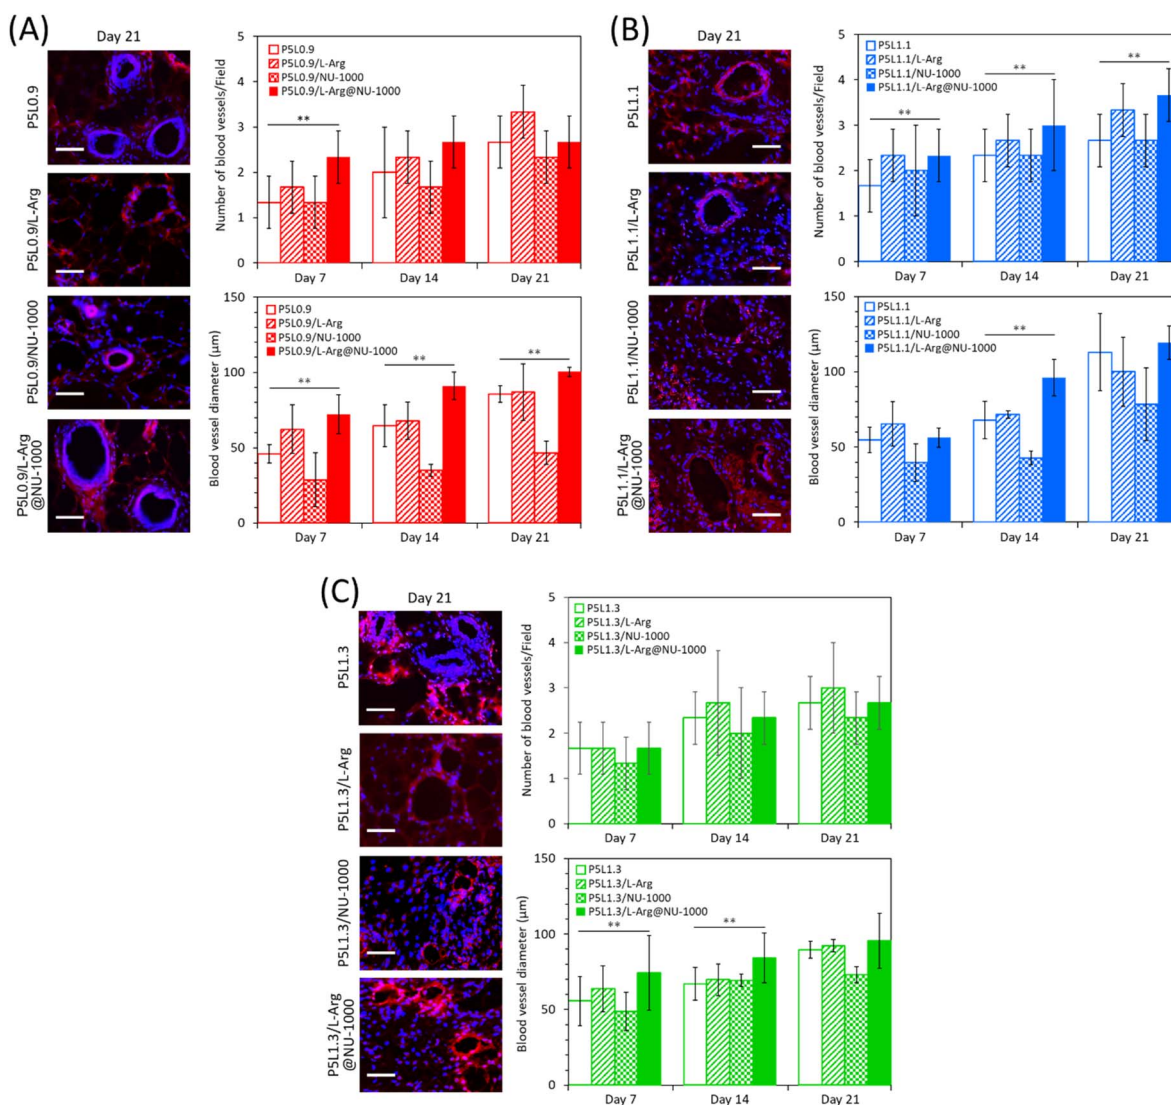 (A)
Day 21
P5L0.9
P5L0.9/L-Arg
P5L0.9/NU-1000
P5L0.9/L-Arg
@NU-1000
Number of blood vessels/Field
5
4
3
2
1
0
P5L0.9
P5L0.9/L-Arg
P5L0.9/NU-1000
P5L0.9/L-Arg@NU-1000
**
Day 7
Day 14
Day 21
Blood vessel diameter (μm)
150
100
50
0
P5L0.9
P5L0.9/L-Arg
P5L0.9/NU-1000
P5L0.9/L-Arg@NU-1000
**
**
**
Day 7
Day 14
Day 21
(B)
Day 21
P5L1.1
P5L1.1/L-Arg
P5L1.1/NU-1000
P5L1.1/L-Arg
@NU-1000
Number of blood vessels/Field
5
4
3
2
1
0
P5L1.1
P5L1.1/L-Arg
P5L1.1/NU-1000
P5L1.1/L-Arg@NU-1000
**
**
**
Day 7
Day 14
Day 21
Blood vessel diameter (μm)
150
100
50
0
P5L1.1
P5L1.1/L-Arg
P5L1.1/NU-1000
P5L1.1/L-Arg@NU-1000
**
Day 7
Day 14
Day 21
(C)
Day 21
P5L1.3
P5L1.3/L-Arg
P5L1.3/NU-1000
P5L1.3/L-Arg
@NU-1000
Number of blood vessels/Field
5
4
3
2
1
0
P5L1.3
P5L1.3/L-Arg
P5L1.3/NU-1000
P5L1.3/L-Arg@NU-1000
Day 7
Day 14
Day 21
Blood vessel diameter (μm)
150
100
50
0
P5L1.3
P5L1.3/L-Arg
P5L1.3/NU-1000
P5L1.3/L-Arg@NU-1000
**
**
Day 7
Day 14
Day 21